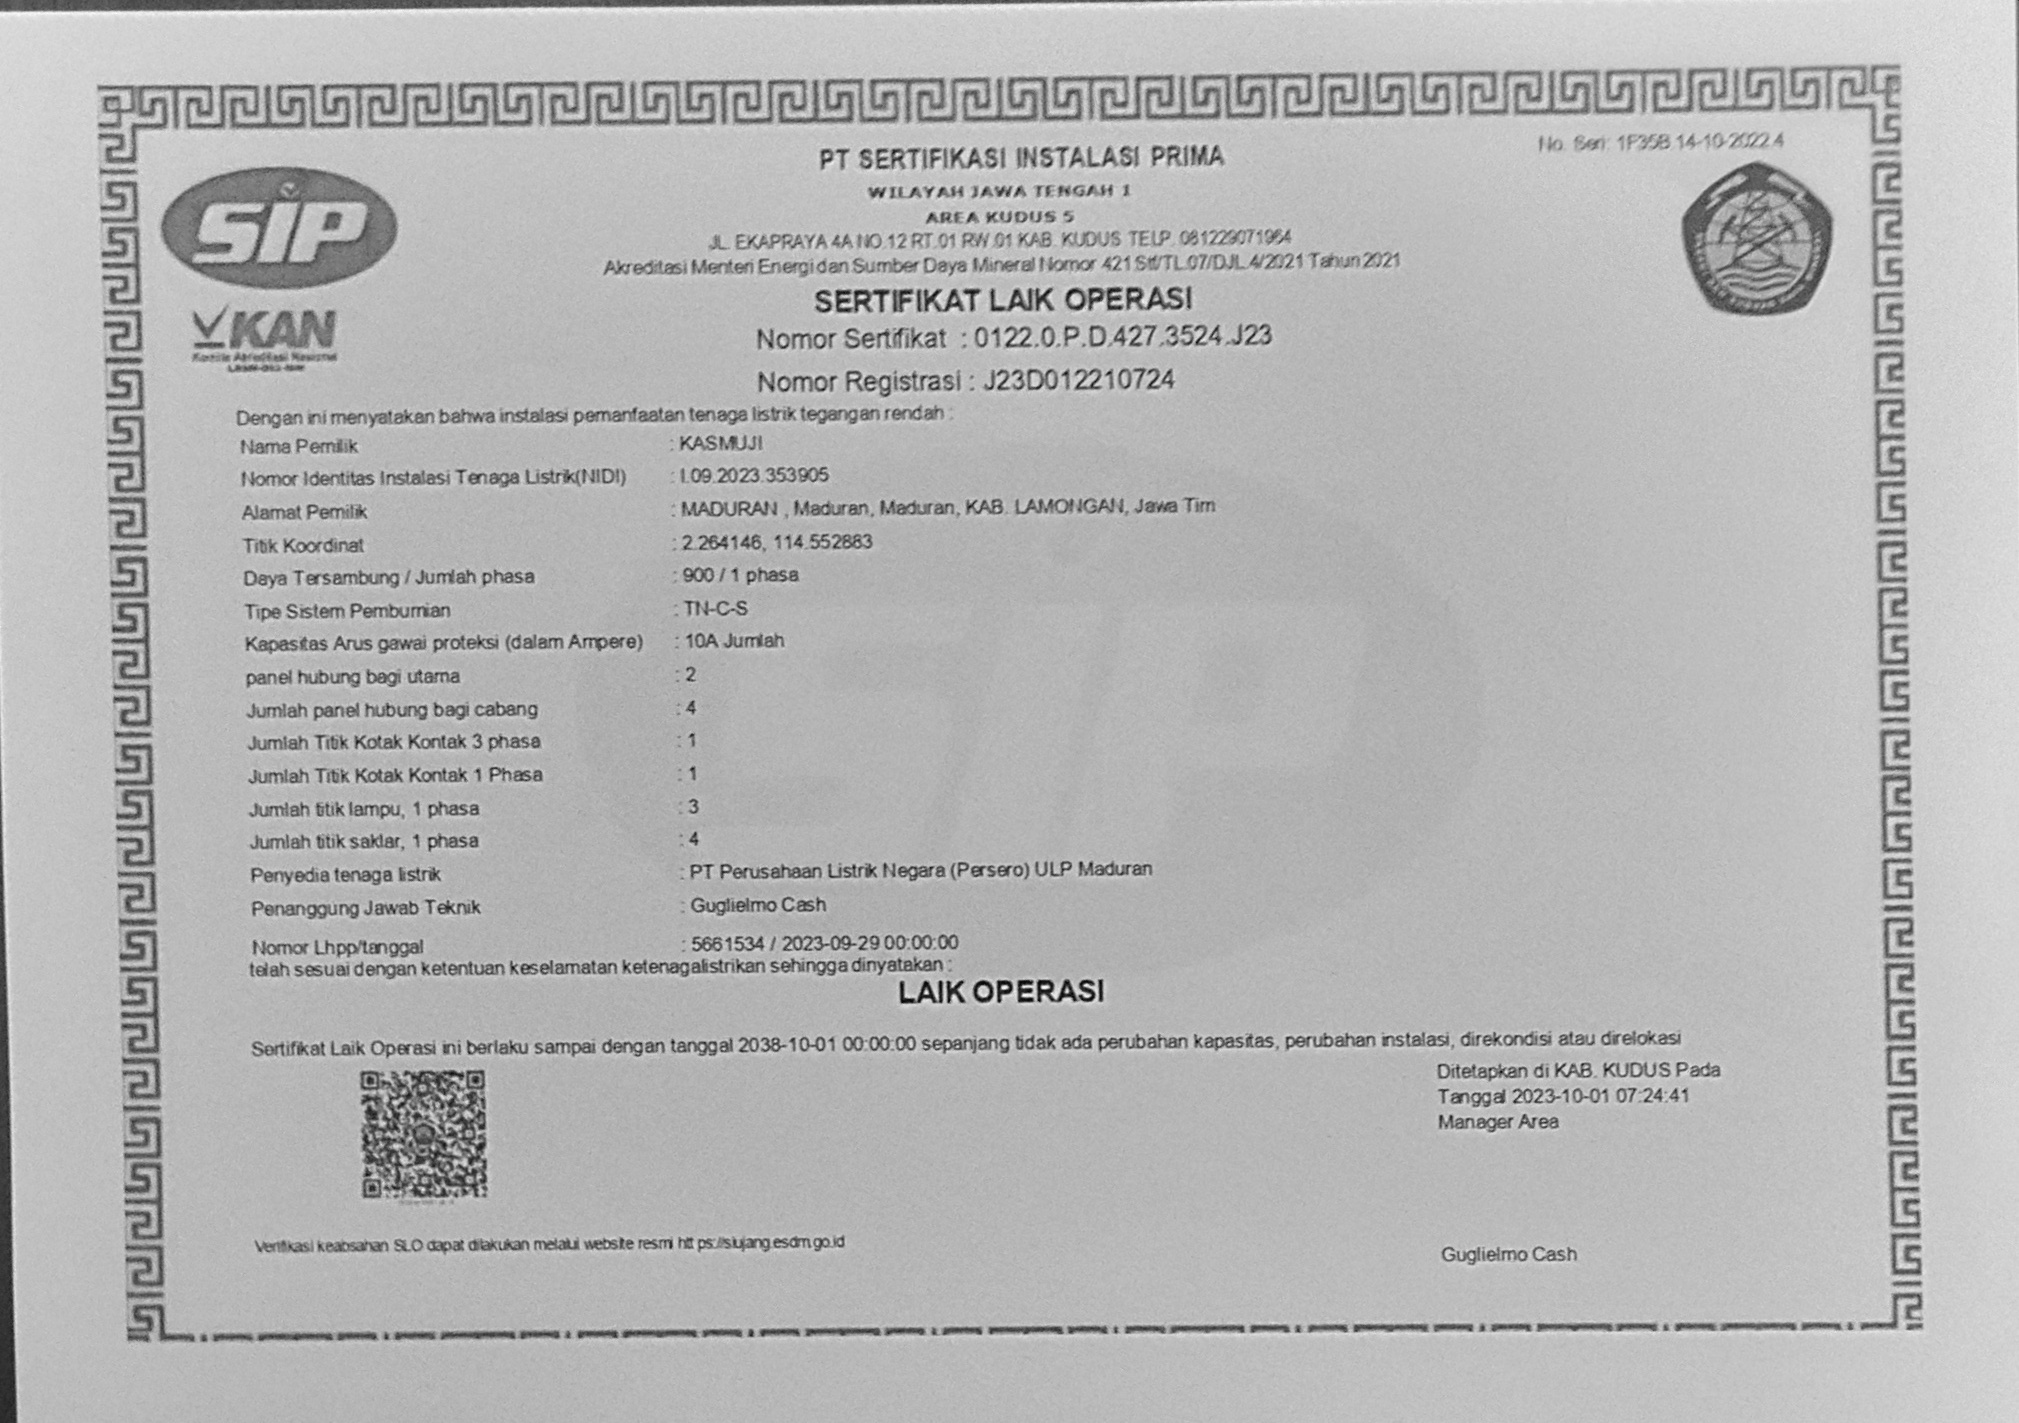 No. Seri: 1F35B.14-10-2022.4
PT SERTIFIKASI INSTALASI PRIMA
WILAYAH JAWA TENGAH 1
AREA KUDUS 5
JL. EKAPRAYA 4A NO.12 RT.01 RW.01 KAB. KUDUS TELP. 081229071964
Akreditasi Menteri Energi dan Sumber Daya Mineral Nomor 421 Stf/TL.07/DJL.4/2021 Tahun 2021
SIP
KAN
Komite Akreditasi Nasional
SERTIFIKAT LAIK OPERASI
Nomor Sertifikat : 0122.0.P.D.427.3524.J23
Nomor Registrasi : J23D012210724
Dengan ini menyatakan bahwa instalasi pemanfaatan tenaga listrik tegangan rendah :
Nama Pemilik : KASMUJI
Nomor Identitas Instalasi Tenaga Listrik(NIDI) : I.09.2023.353905
Alamat Pemilik : MADURAN , Maduran, Maduran, KAB. LAMONGAN, Jawa Tim
Titik Koordinat : 2.264146, 114.552883
Daya Tersambung / Jumlah phasa : 900 / 1 phasa
Tipe Sistem Pembumian : TN-C-S
Kapasitas Arus gawai proteksi (dalam Ampere) : 10A Jumlah
panel hubung bagi utama : 2
Jumlah panel hubung bagi cabang : 4
Jumlah Titik Kotak Kontak 3 phasa : 1
Jumlah Titik Kotak Kontak 1 Phasa : 1
Jumlah titik lampu, 1 phasa : 3
Jumlah titik saklar, 1 phasa : 4
Penyedia tenaga listrik : PT Perusahaan Listrik Negara (Persero) ULP Maduran
Penanggung Jawab Teknik : Guglielmo Cash
Nomor Lhpp/tanggal : 5661534 / 2023-09-29 00:00:00
telah sesuai dengan ketentuan keselamatan ketenagalistrikan sehingga dinyatakan :
LAIK OPERASI
Sertifikat Laik Operasi ini berlaku sampai dengan tanggal 2038-10-01 00:00:00 sepanjang tidak ada perubahan kapasitas, perubahan instalasi, direkondisi atau direlokasi
Ditetapkan di KAB. KUDUS Pada
Tanggal 2023-10-01 07:24:41
Manager Area
Verifikasi keabsahan SLO dapat dilakukan melalui website resmi htt ps://siujang.esdm.go.id
Guglielmo Cash